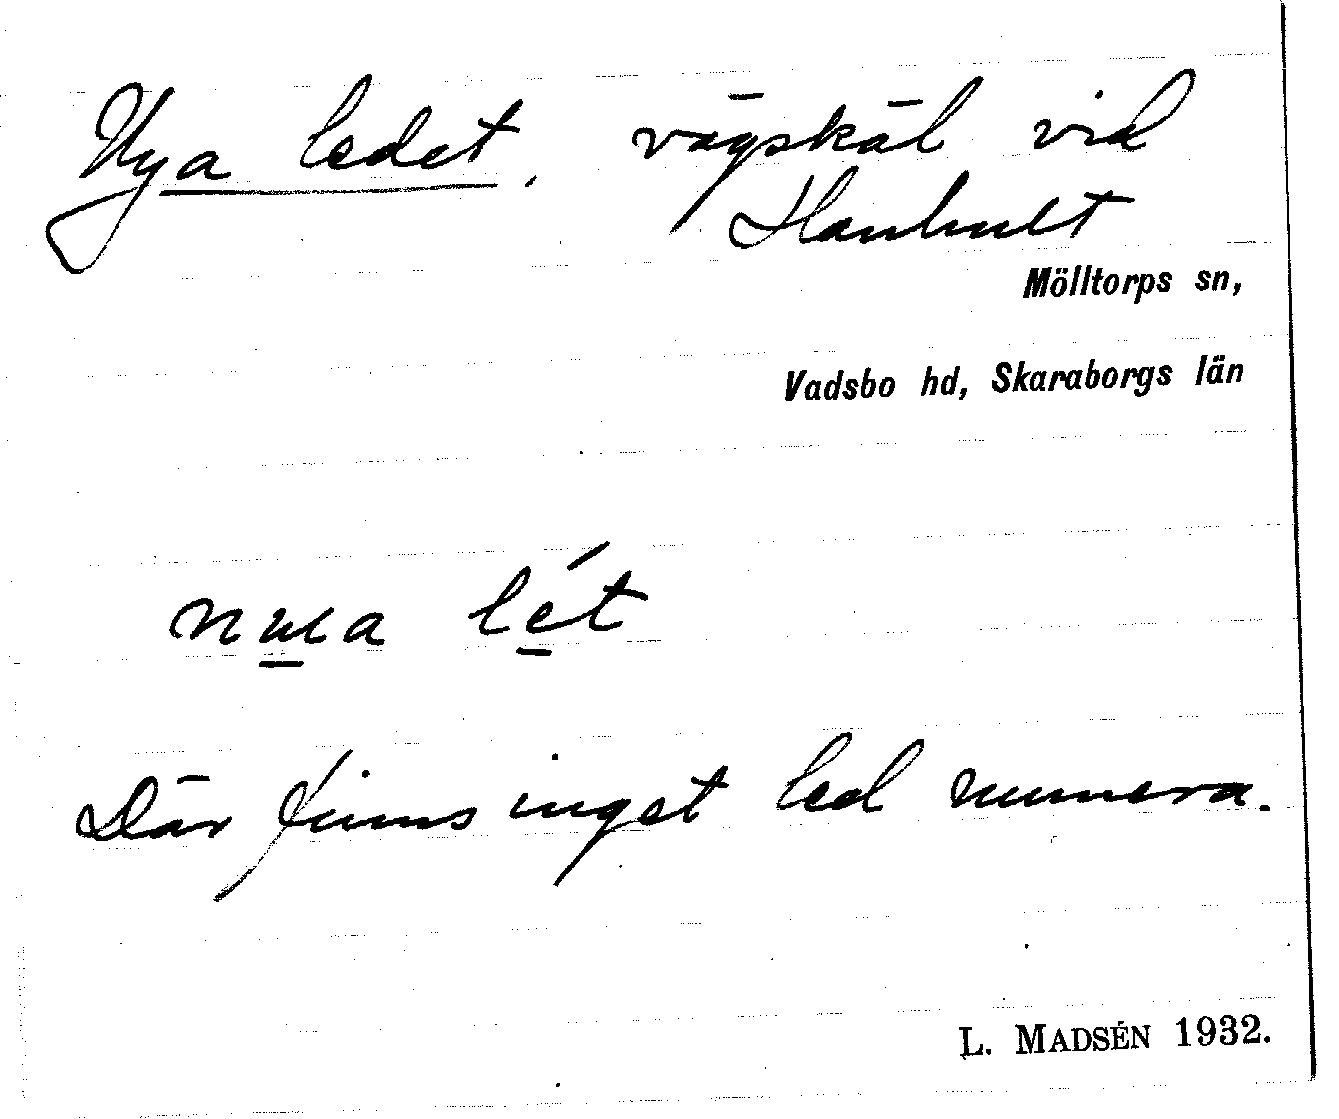 Nya ledet, vägskäl vid
Hanhult
Mölltorps sn,
Vadsbo hd, Skaraborgs län
lét
Där finns inget led numera.
L. MADSÉN 1932.